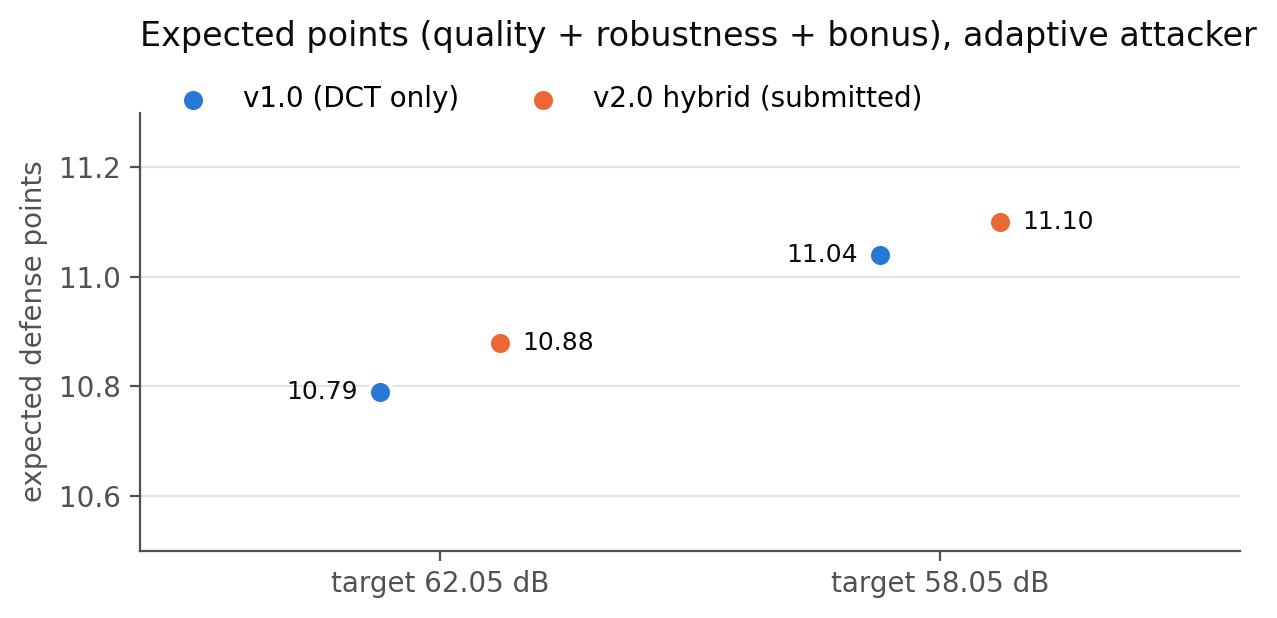 Expected points (quality + robustness + bonus), adaptive attacker
v1.0 (DCT only)
v2.0 hybrid (submitted)
expected defense points
11.2
11.0
10.8
10.6
10.79
10.88
11.04
11.10
target 62.05 dB
target 58.05 dB